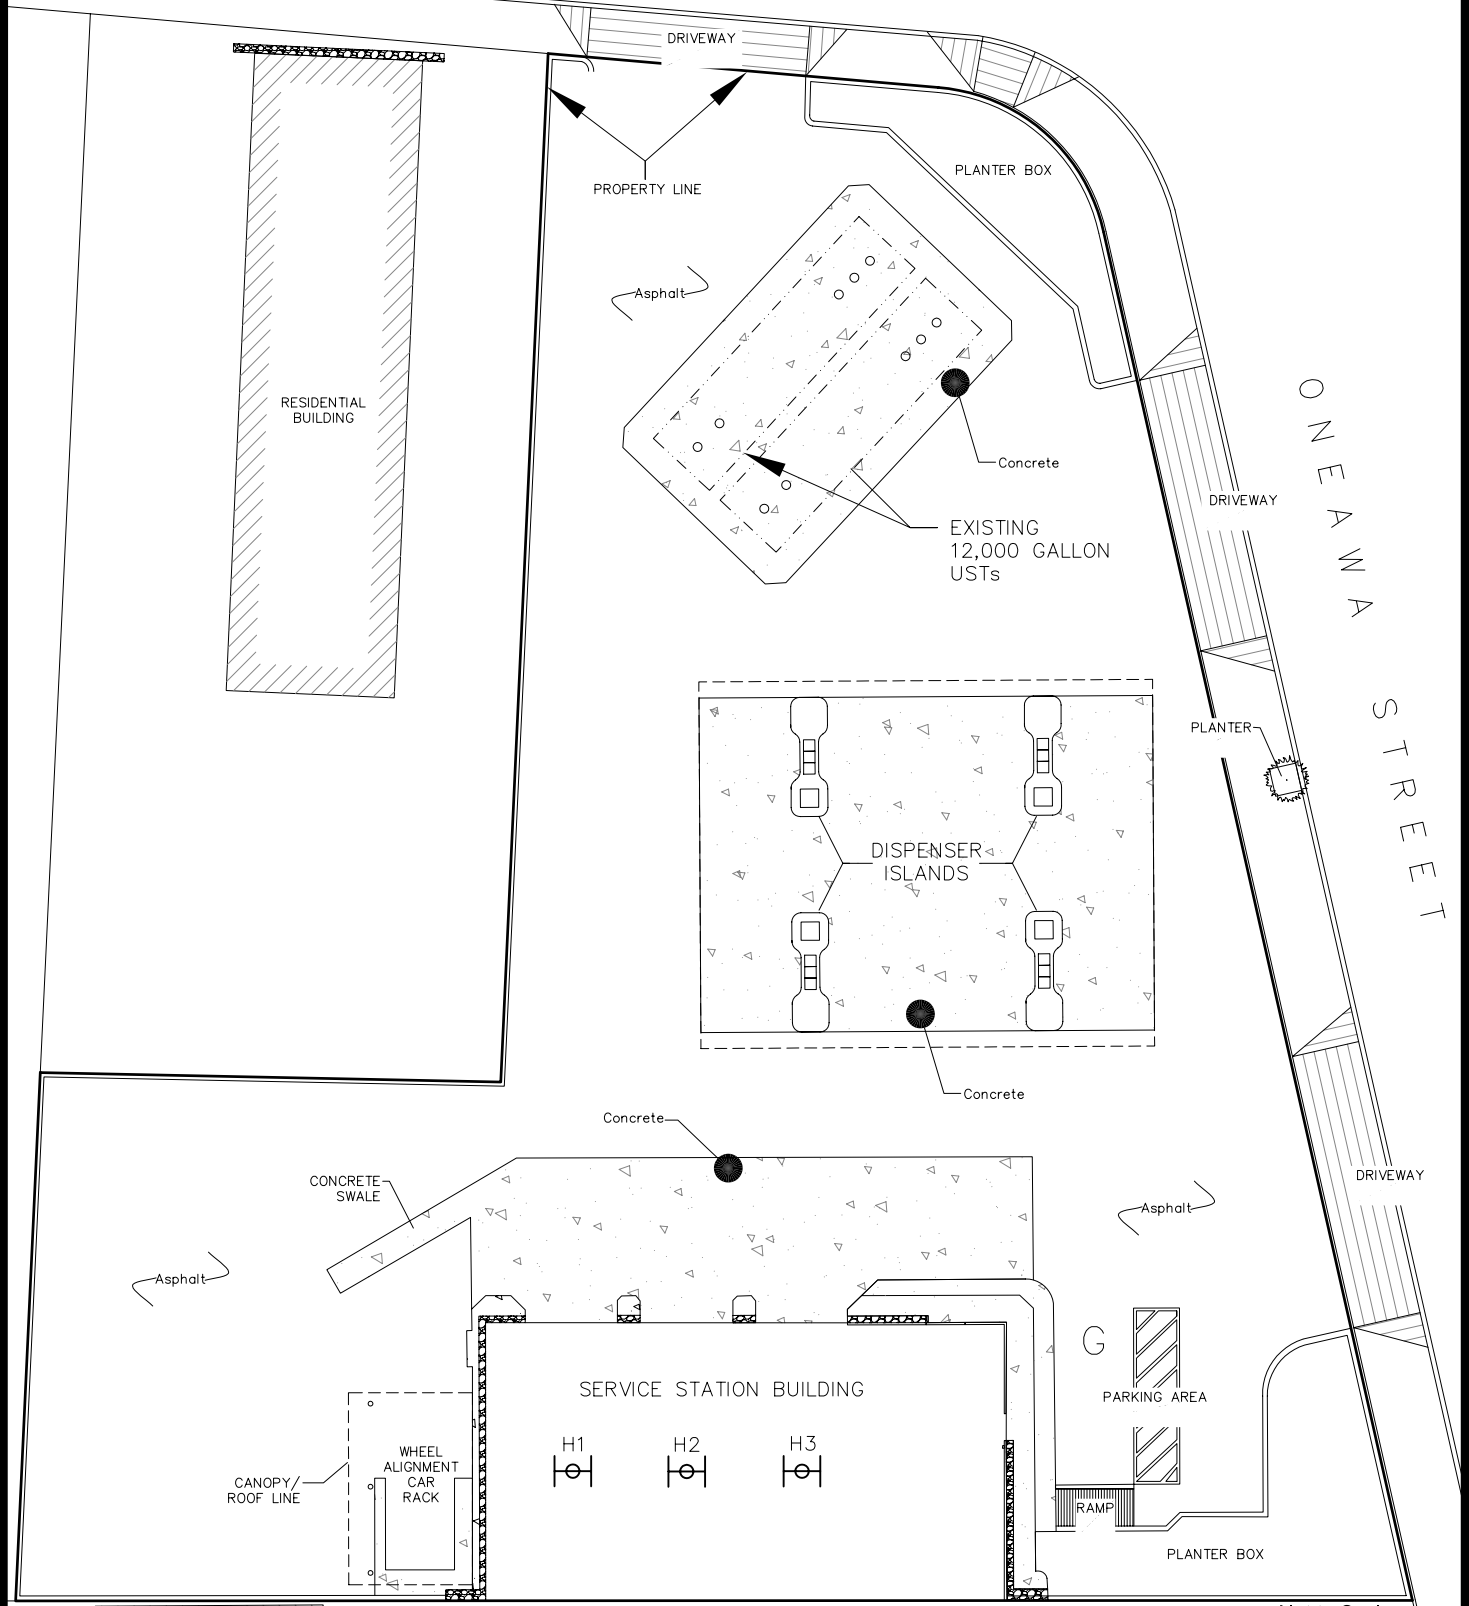 DRIVEWAY
PLANTER BOX
PROPERTY LINE
Asphalt
RESIDENTIAL
BUILDING
Concrete
DRIVEWAY
EXISTING
12,000 GALLON
USTs
ONEAWA STREET
PLANTER
DISPENSER
ISLANDS
Concrete
Concrete
CONCRETE
SWALE
DRIVEWAY
Asphalt
Asphalt
G
SERVICE STATION BUILDING
PARKING AREA
H1 H2 H3
WHEEL
ALIGNMENT
CAR
RACK
CANOPY/
ROOF LINE
RAMP
PLANTER BOX